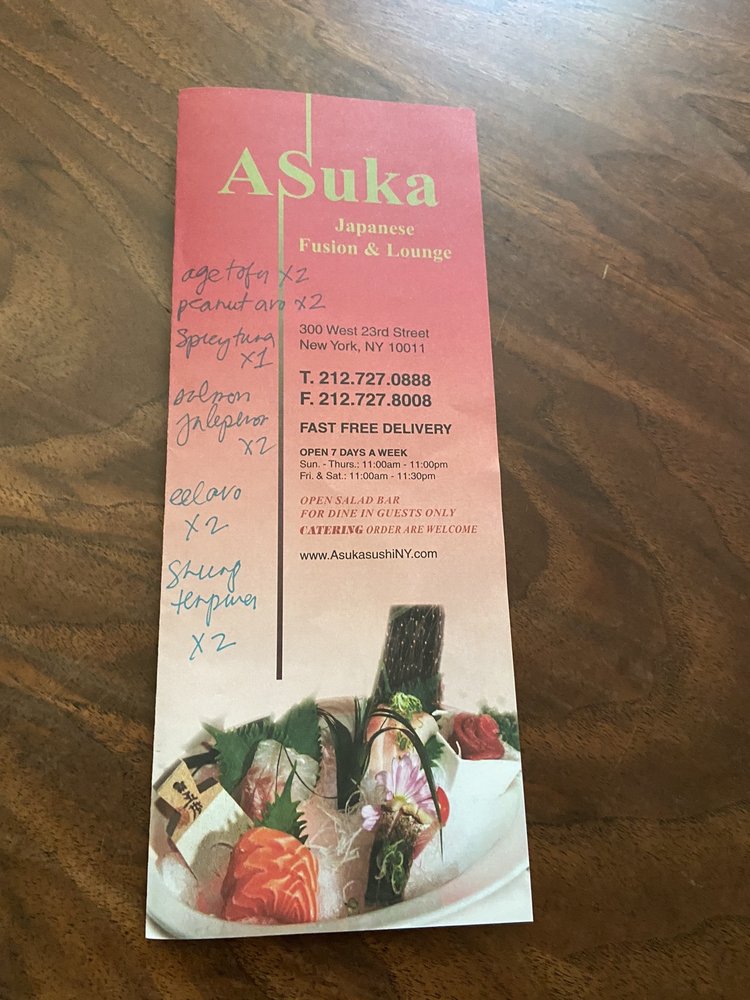 ASuka
Japanese
Fusion & Lounge
age tofu x2
peanut avo x2
Spicy tuna
x1
salmon
jalepenor
x2
eel avo
x2
Shrimp
tempura
x2
300 West 23rd Street
New York, NY 10011
T. 212.727.0888
F. 212.727.8008
FAST FREE DELIVERY
OPEN 7 DAYS A WEEK
Sun. - Thurs.: 11:00am - 11:00pm
Fri. & Sat.: 11:00am - 11:30pm
OPEN SALAD BAR
FOR DINE IN GUESTS ONLY
CATERING ORDER ARE WELCOME
www.AsukasushiNY.com